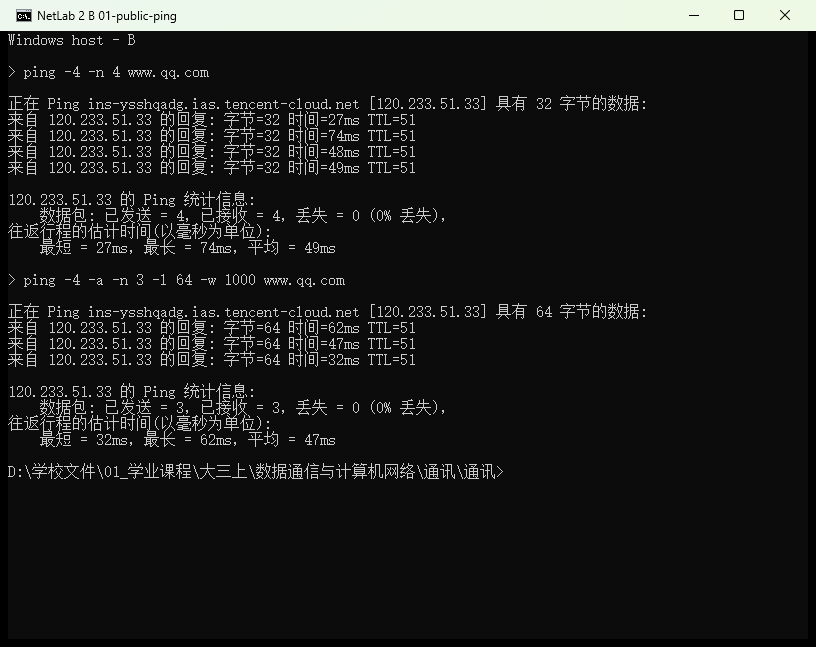 NetLab 2 B 01-public-ping
Windows host - B
> ping -4 -n 4 www.qq.com
正在 Ping ins-ysshqadg.ias.tencent-cloud.net [120.233.51.33] 具有 32 字节的数据:
来自 120.233.51.33 的回复: 字节=32 时间=27ms TTL=51
来自 120.233.51.33 的回复: 字节=32 时间=74ms TTL=51
来自 120.233.51.33 的回复: 字节=32 时间=48ms TTL=51
来自 120.233.51.33 的回复: 字节=32 时间=49ms TTL=51
120.233.51.33 的 Ping 统计信息:
数据包: 已发送 = 4，已接收 = 4，丢失 = 0 (0% 丢失)，
往返行程的估计时间(以毫秒为单位):
最短 = 27ms，最长 = 74ms，平均 = 49ms
> ping -4 -a -n 3 -l 64 -w 1000 www.qq.com
正在 Ping ins-ysshqadg.ias.tencent-cloud.net [120.233.51.33] 具有 64 字节的数据:
来自 120.233.51.33 的回复: 字节=64 时间=62ms TTL=51
来自 120.233.51.33 的回复: 字节=64 时间=47ms TTL=51
来自 120.233.51.33 的回复: 字节=64 时间=32ms TTL=51
120.233.51.33 的 Ping 统计信息:
数据包: 已发送 = 3，已接收 = 3，丢失 = 0 (0% 丢失)，
往返行程的估计时间(以毫秒为单位):
最短 = 32ms，最长 = 62ms，平均 = 47ms
D:\学校文件\01_学业课程\大三上\数据通信与计算机网络\通讯\通讯>